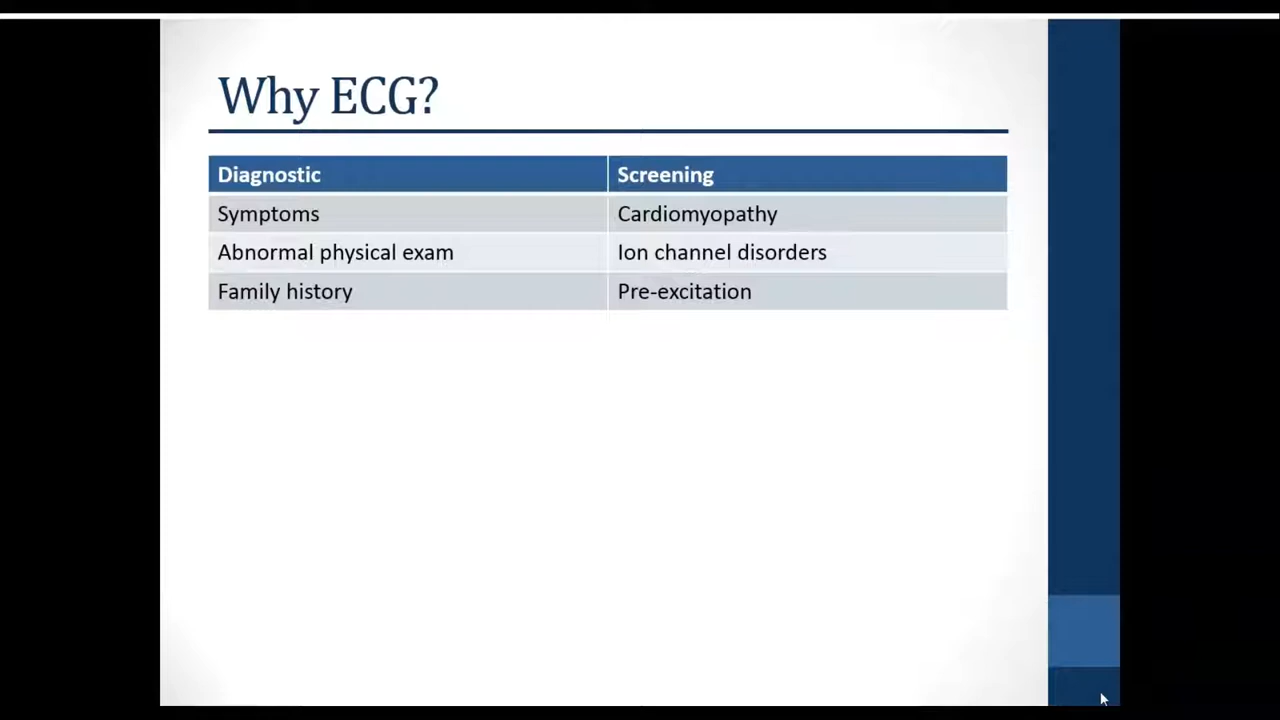 Why ECG?
Diagnostic Screening
Symptoms Cardiomyopathy
Abnormal physical exam Ion channel disorders
Family history Pre-excitation